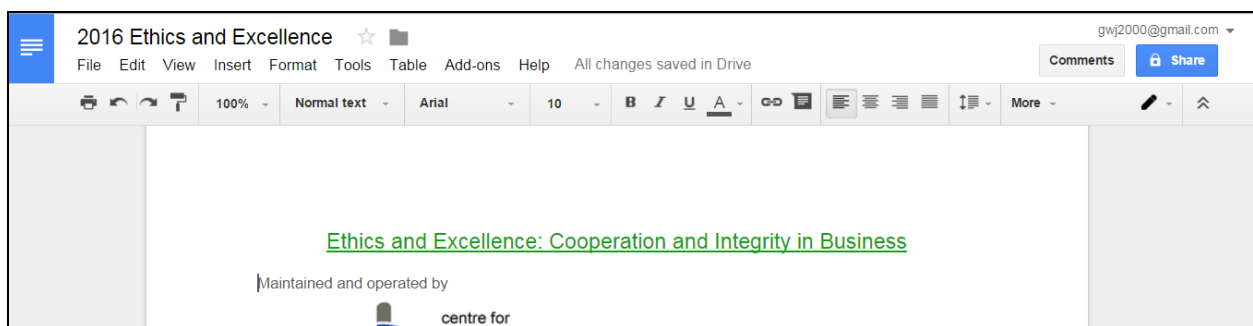 2016 Ethics and Excellence
gwj2000@gmail.com
File Edit View Insert Format Tools Table Add-ons Help All changes saved in Drive
Comments Share
100% Normal text Arial 10 B I U A More
Ethics and Excellence: Cooperation and Integrity in Business
Maintained and operated by
centre for